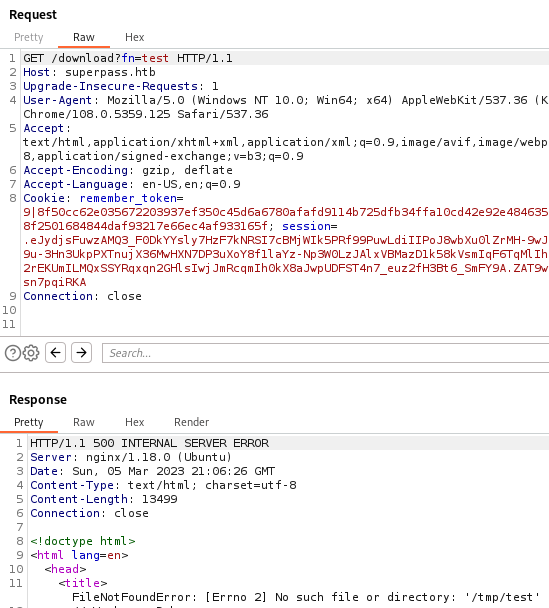 Request
Pretty Raw Hex
1 GET /download?fn=test HTTP/1.1
2 Host: superpass.htb
3 Upgrade-Insecure-Requests: 1
4 User-Agent: Mozilla/5.0 (Windows NT 10.0; Win64; x64) AppleWebKit/537.36 (K
Chrome/108.0.5359.125 Safari/537.36
5 Accept:
text/html,application/xhtml+xml,application/xml;q=0.9,image/avif,image/webp
8,application/signed-exchange;v=b3;q=0.9
6 Accept-Encoding: gzip, deflate
7 Accept-Language: en-US,en;q=0.9
8 Cookie: remember_token=
9|8f50cc62e035672203937ef350c45d6a6780afafd9114b725dfb34ffa10cd42e92e484635
8f2501684844daf93217e66ec4af933165f; session=
.eJydjsFuwzAMQ3_F0DkYYsly7HzF7kNRSI7cBMjWIk5PRf99PuwLdiIIPoJ8wbXu0lZrMH-9wJ
9u-3Hn3UkpPXTnujX36MwHXN7DP3uXoY8f1laYz-Np3W0LzJAlxVBMazD1k58kVsmIqF6TqMlIh
2rEKUmILMQxSSYRqxqn2GHlsIwjJmRcqmIh0kX8aJwpUDFST4n7_euz2fH3Bt6_SmFY9A.ZAT9w
sn7pqiRKA
9 Connection: close
10
11
Search...
Response
Pretty Raw Hex Render
1 HTTP/1.1 500 INTERNAL SERVER ERROR
2 Server: nginx/1.18.0 (Ubuntu)
3 Date: Sun, 05 Mar 2023 21:06:26 GMT
4 Content-Type: text/html; charset=utf-8
5 Content-Length: 13499
6 Connection: close
7
8 <!doctype html>
9 <html lang=en>
10 <head>
11 <title>
FileNotFoundError: [Errno 2] No such file or directory: '/tmp/test'